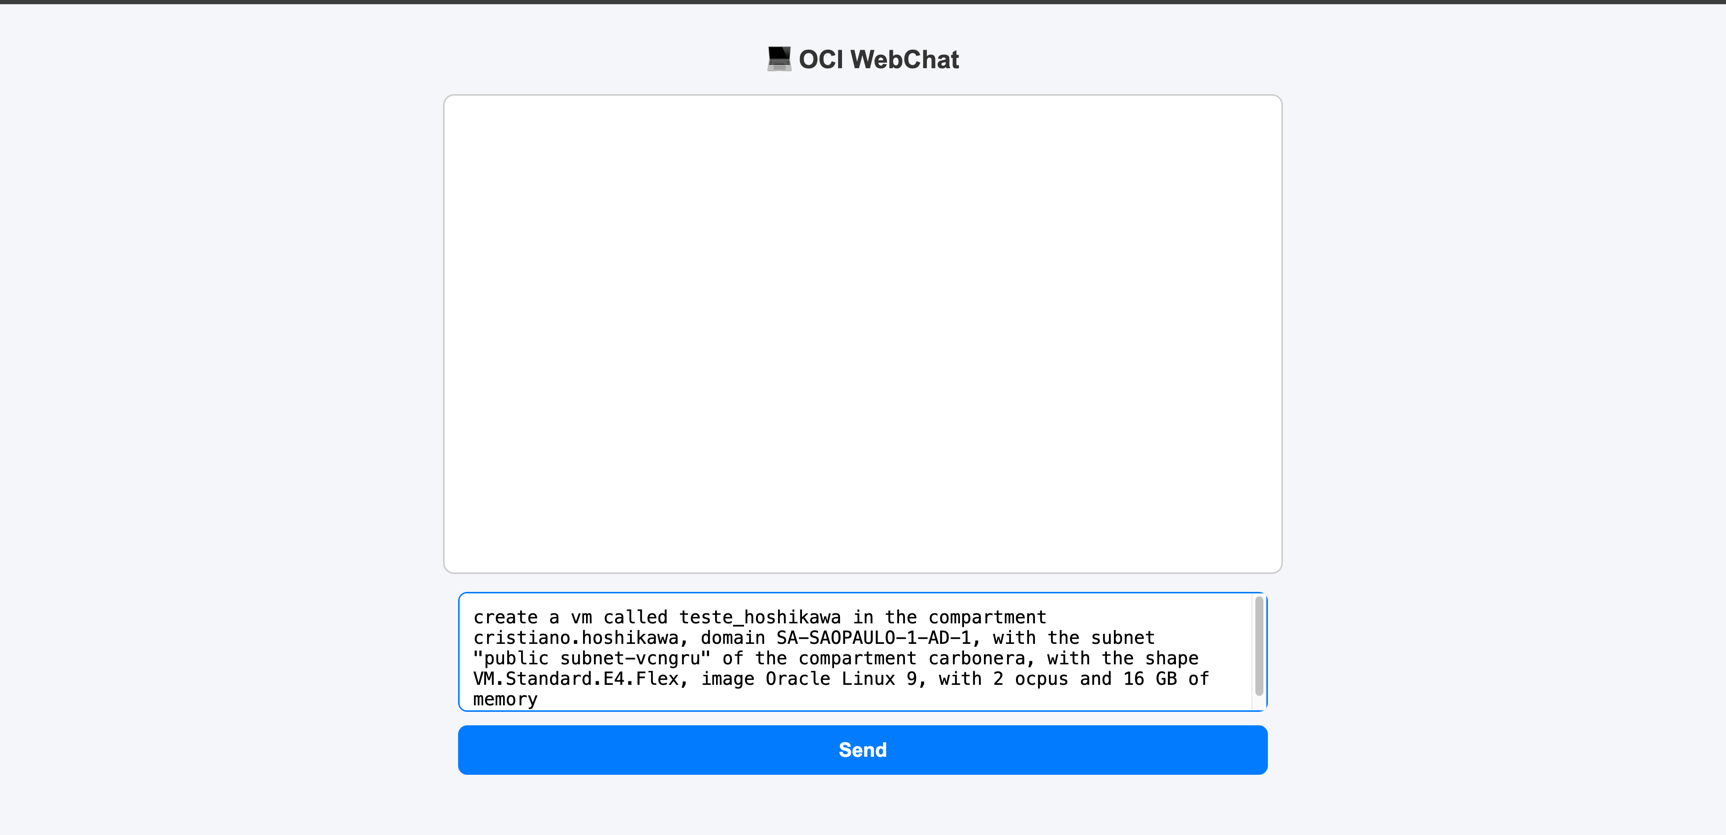 OCI WebChat
create a vm called teste_hoshikawa in the compartment
cristiano.hoshikawa, domain SA-SAOPAULO-1-AD-1, with the subnet
"public subnet-vcngru" of the compartment carbonera, with the shape
VM.Standard.E4.Flex, image Oracle Linux 9, with 2 ocpus and 16 GB of
memory
Send